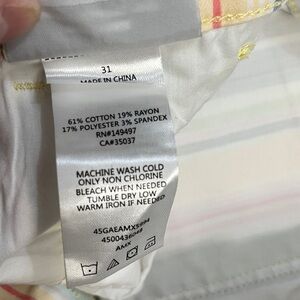 31
MADE IN CHINA
61% COTTON 19% RAYON
17% POLYESTER 3% SPANDEX
RN#149497
CA#35037
MACHINE WASH COLD
ONLY NON CHLORINE
BLEACH WHEN NEEDED
TUMBLE DRY LOW
WARM IRON IF NEEDED
AMX